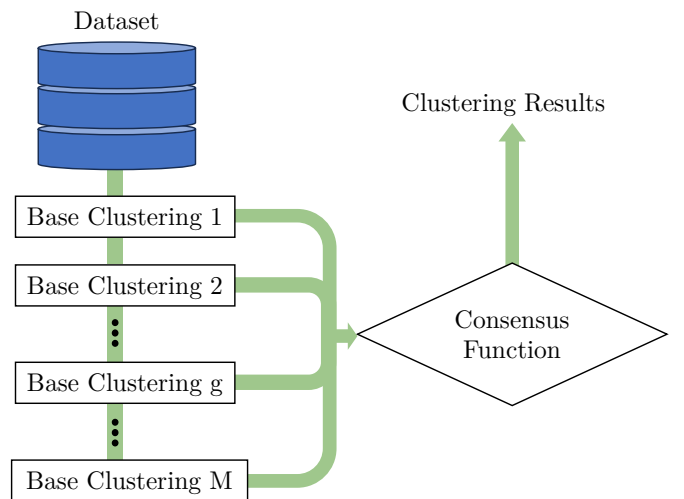 Dataset
Clustering Results
Base Clustering 1
Base Clustering 2
Consensus
Function
Base Clustering g
Base Clustering M